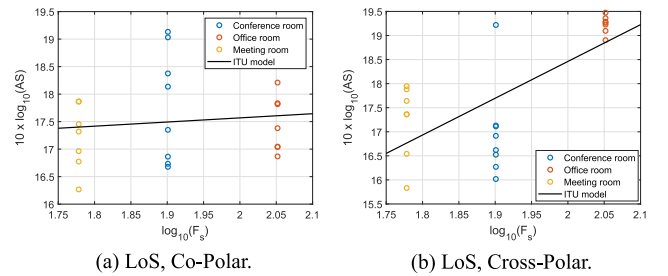 19.5
19
18.5
18
17.5
17
16.5
16
10 x log10(AS)
1.75 1.8 1.85 1.9 1.95 2 2.05 2.1
log10(Fs)
Conference room
Office room
Meeting room
ITU model
(a) LoS, Co-Polar.
19.5
19
18.5
18
17.5
17
16.5
16
15.5
10 x log10(AS)
1.75 1.8 1.85 1.9 1.95 2 2.05 2.1
log10(Fs)
Conference room
Office room
Meeting room
ITU model
(b) LoS, Cross-Polar.